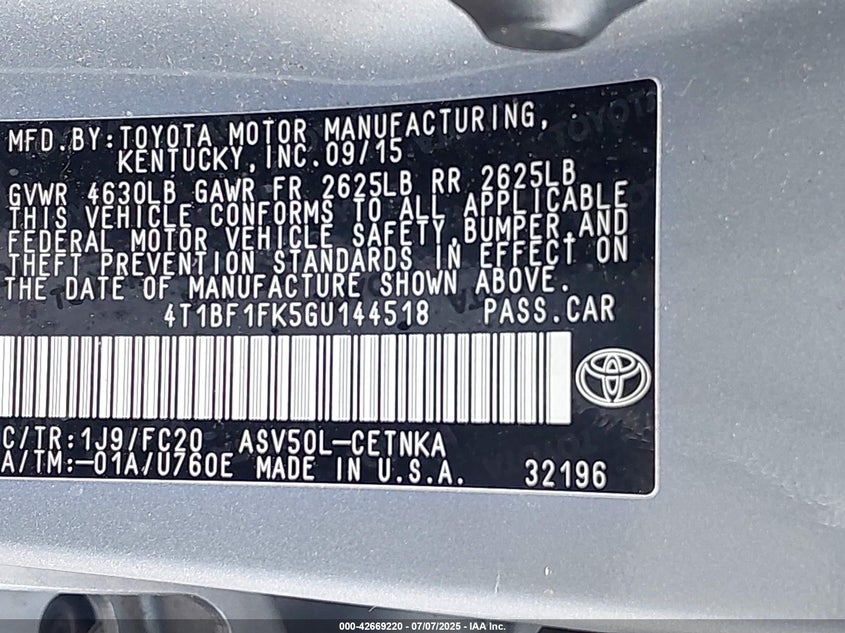 MFD. BY: TOYOTA MOTOR MANUFACTURING,
KENTUCKY, INC. 09/15
GVWR 4630LB GAWR FR 2625LB RR 2625LB
THIS VEHICLE CONFORMS TO ALL APPLICABLE
FEDERAL MOTOR VEHICLE SAFETY, BUMPER, AND
THEFT PREVENTION STANDARDS IN EFFECT ON
THE DATE OF MANUFACTURE SHOWN ABOVE.
4T1BF1FK5GU144518 PASS. CAR
C/TR: 1J9/FC20 ASV50L-CETNKA
A/TM: -01A/U760E MADE IN U.S.A. 32196
000-42669220 - 07/07/2025 - IAA Inc.